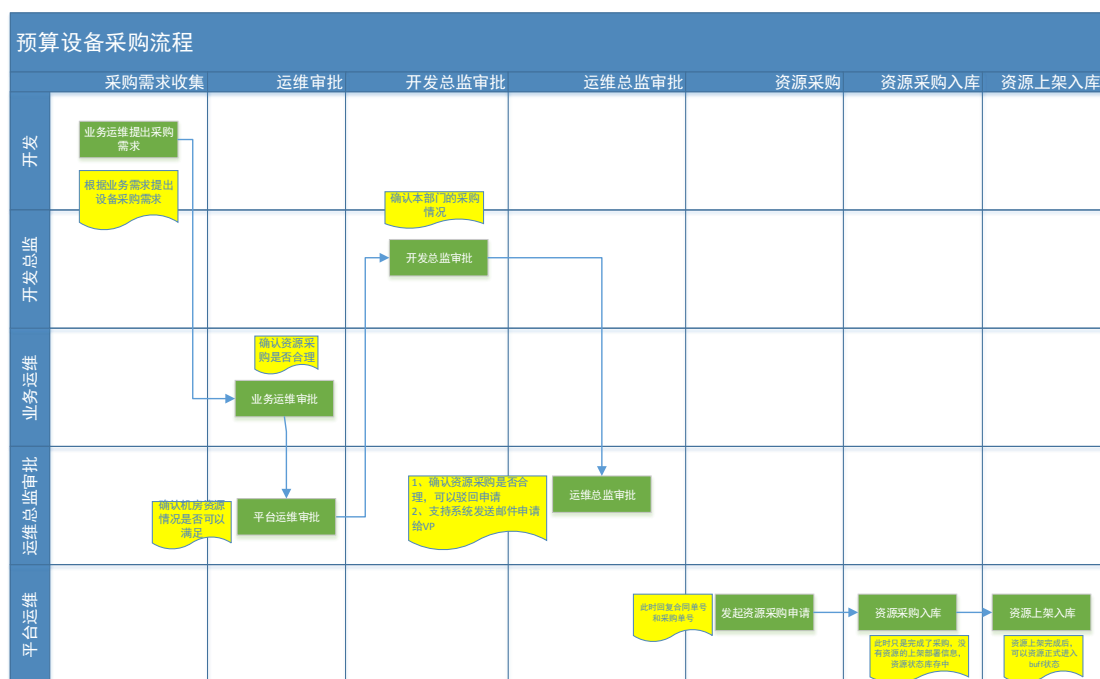 预算设备采购流程
采购需求收集
运维审批
开发总监审批
运维总监审批
资源采购
资源采购入库
资源上架入库
开发
业务运维提出采购
需求
根据业务需求提出
设备采购需求
确认本部门的采购
情况
开发总监
开发总监审批
业务运维
确认资源采
购是否合理
业务运维审批
运维总监审批
确认机房资源
情况是否可以
满足
平台运维审批
1、确认资源采购是否合
理，可以驳回申请
2、支持系统发送邮件申请
给VP
运维总监审批
平台运维
此时回复合同单号
和采购单号
发起资源采购申请
资源采购入库
资源上架入库
此时只是完成了采购，没
有资源的上架部署信息，
资源状态库存中
资源上架完成后，
可以资源正式进入
buff状态